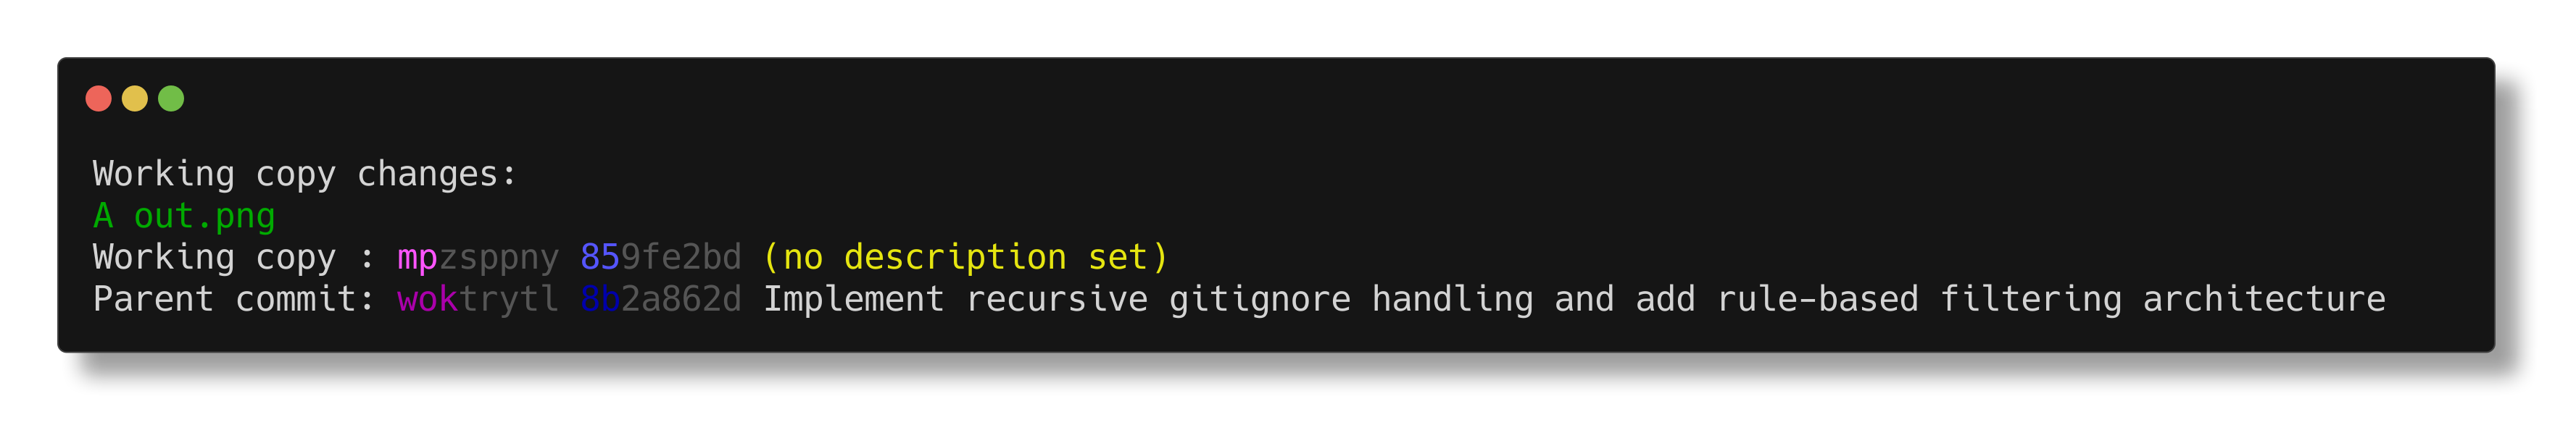 Working copy changes:
A out.png
Working copy : mpzsppny 859fe2bd (no description set)
Parent commit: woktrytl 8b2a862d Implement recursive gitignore handling and add rule-based filtering architecture